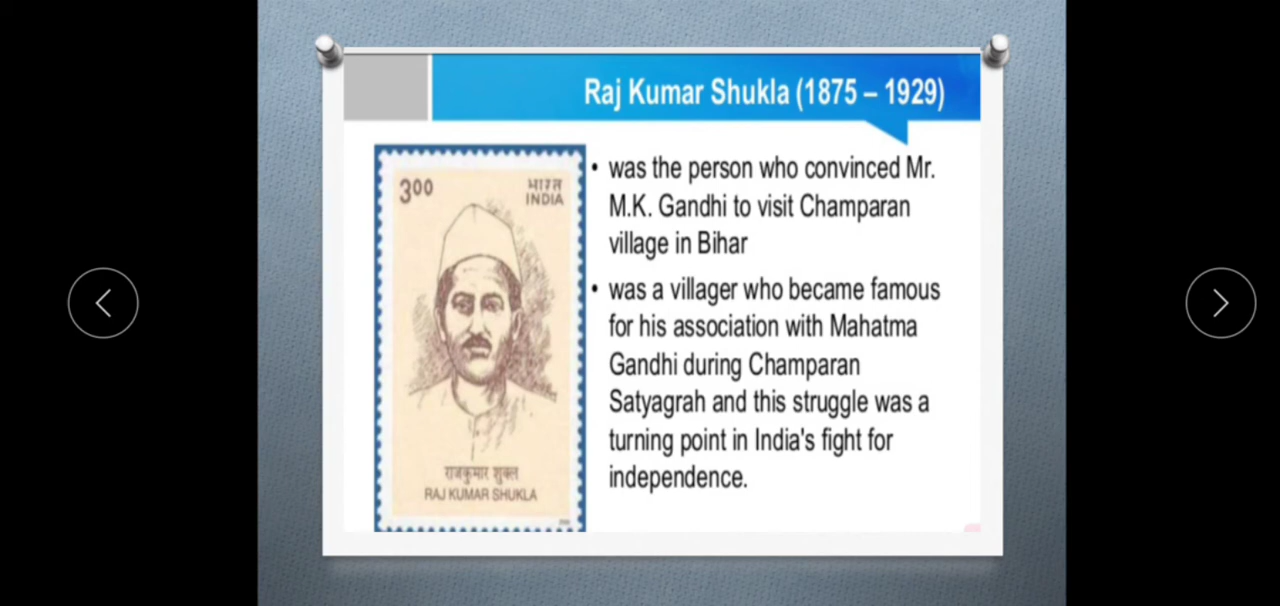 Raj Kumar Shukla (1875 – 1929)
300
भारत
INDIA
राजकुमार शुक्ल
RAJ KUMAR SHUKLA
• was the person who convinced Mr.
M.K. Gandhi to visit Champaran
village in Bihar
• was a villager who became famous
for his association with Mahatma
Gandhi during Champaran
Satyagrah and this struggle was a
turning point in India's fight for
independence.